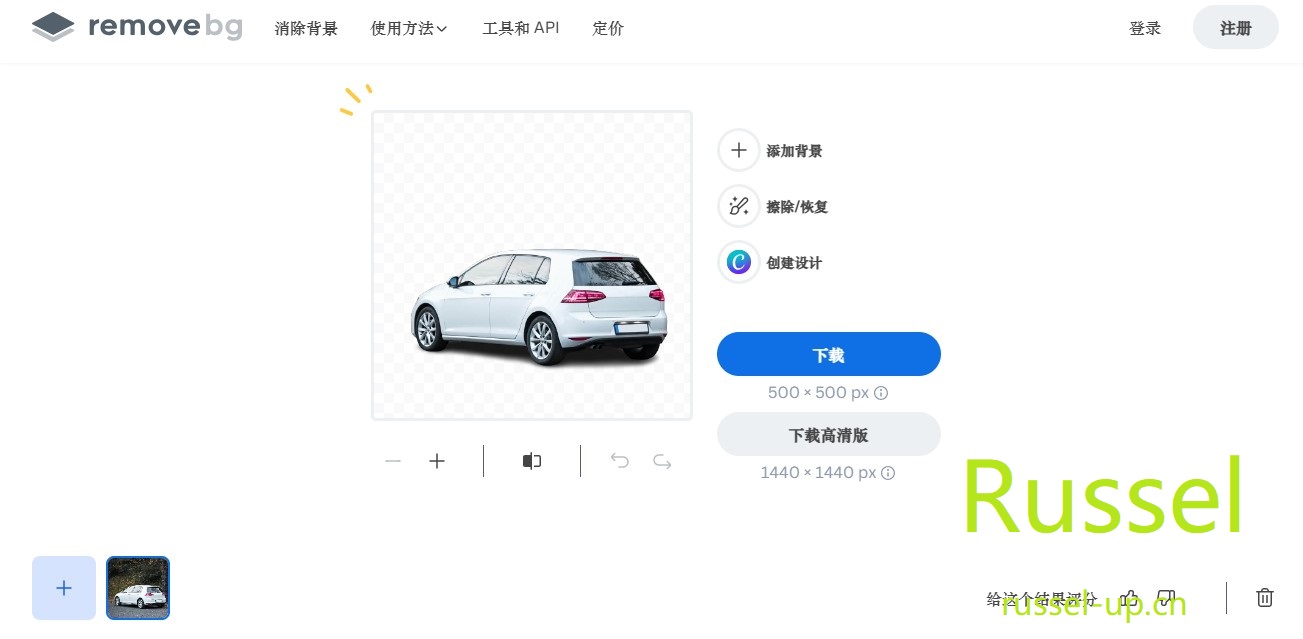 removebg 消除背景 使用方法 工具和 API 定价 登录 注册
添加背景
擦除/恢复
创建设计
下载
500 × 500 px
下载高清版
1440 × 1440 px
Russel
给这个结果评分
russel-up.cn